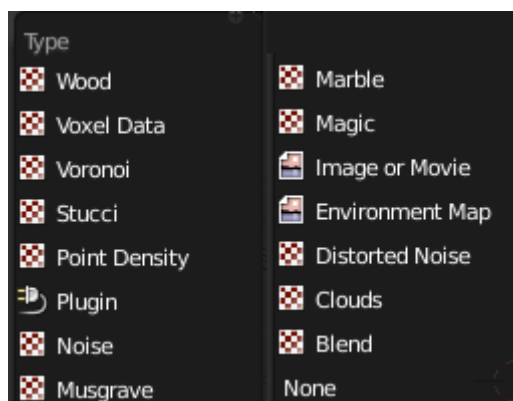 Type
Wood
Voxel Data
Voronoi
Stucci
Point Density
Plugin
Noise
Musgrave
Marble
Magic
Image or Movie
Environment Map
Distorted Noise
Clouds
Blend
None